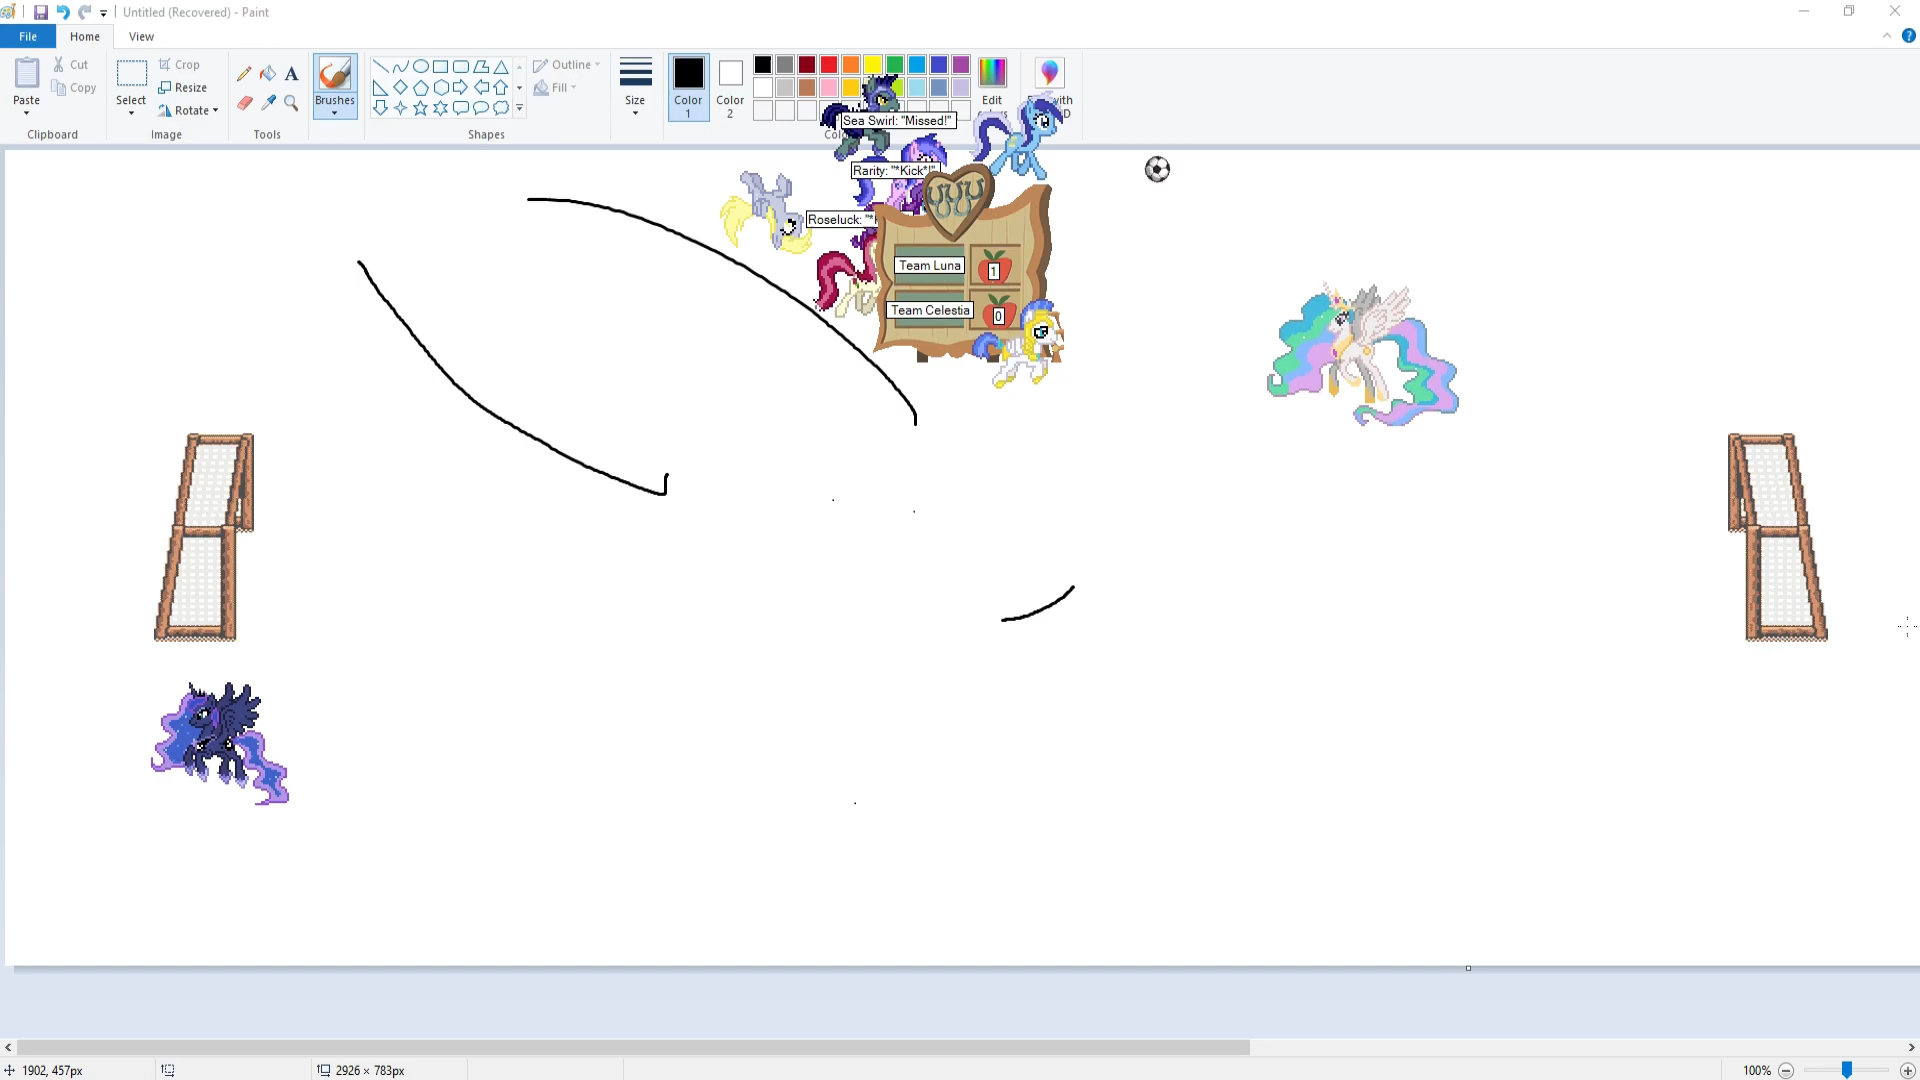 Untitled (Recovered) - Paint
File
Home
View
Paste
Cut
Copy
Clipboard
Select
Crop
Resize
Rotate
Image
A
Tools
Brushes
Shapes
Outline
Fill
Size
Color 1
Color 2
Edit
Sea Swirl: "Missed!"
Rarity: "*Kick*!"
Roseluck: "*
Team Luna
1
Team Celestia
0
1902, 457px
2926 × 783px
100%